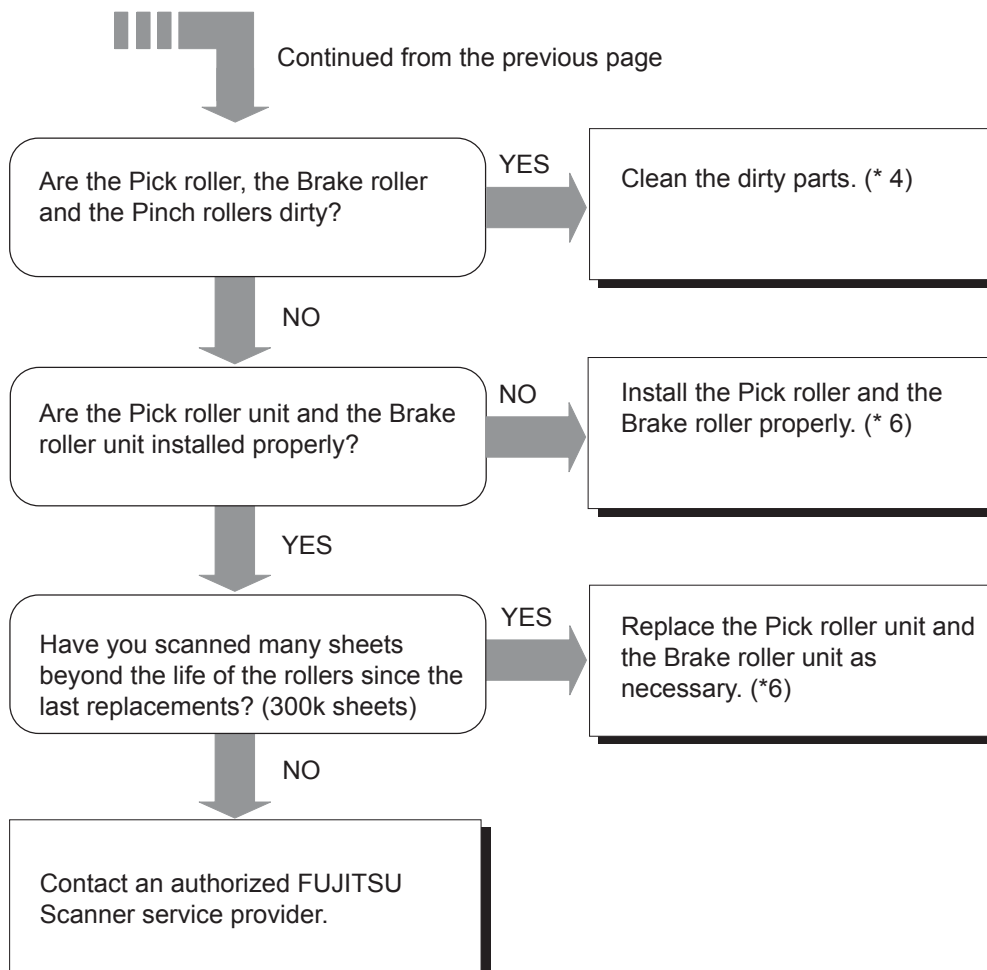 Continued from the previous page
Are the Pick roller, the Brake roller
and the Pinch rollers dirty?
YES
Clean the dirty parts. (* 4)
NO
Are the Pick roller unit and the Brake
roller unit installed properly?
NO
Install the Pick roller and the
Brake roller properly. (* 6)
YES
Have you scanned many sheets
beyond the life of the rollers since the
last replacements? (300k sheets)
YES
Replace the Pick roller unit and
the Brake roller unit as
necessary. (*6)
NO
Contact an authorized FUJITSU
Scanner service provider.